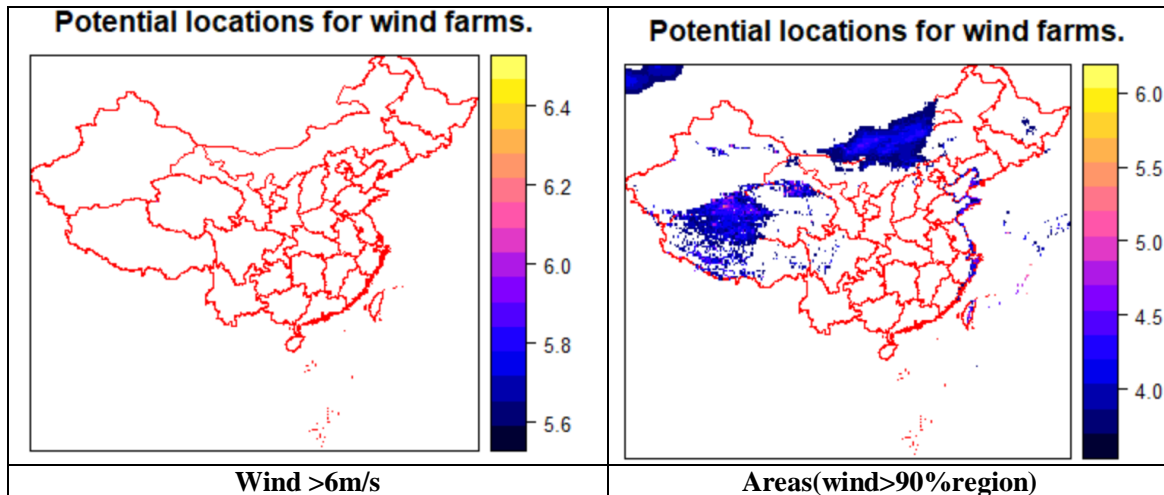 Potential locations for wind farms.
6.4
6.2
6.0
5.8
5.6
Wind >6m/s
Potential locations for wind farms.
6.0
5.5
5.0
4.5
4.0
Areas(wind>90%region)